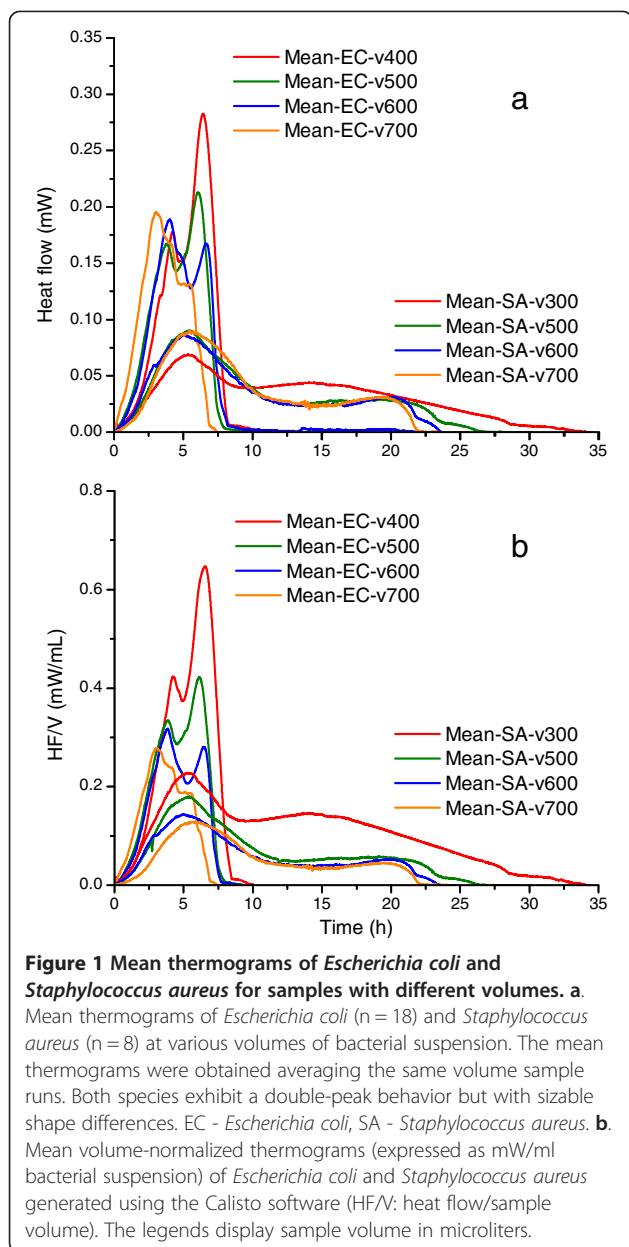 0.35
0.30
0.25
0.20
0.15
0.10
0.05
0.00
Heat flow (mW)
Mean-EC-v400
Mean-EC-v500
Mean-EC-v600
Mean-EC-v700
a
Mean-SA-v300
Mean-SA-v500
Mean-SA-v600
Mean-SA-v700
0 5 10 15 20 25 30 35
0.8
0.6
0.4
0.2
0.0
HF/V (mW/mL)
Mean-EC-v400
Mean-EC-v500
Mean-EC-v600
Mean-EC-v700
b
Mean-SA-v300
Mean-SA-v500
Mean-SA-v600
Mean-SA-v700
0 5 10 15 20 25 30 35
Time (h)
Figure 1 Mean thermograms of Escherichia coli and
Staphylococcus aureus for samples with different volumes. a.
Mean thermograms of Escherichia coli (n = 18) and Staphylococcus
aureus (n = 8) at various volumes of bacterial suspension. The mean
thermograms were obtained averaging the same volume sample
runs. Both species exhibit a double-peak behavior but with sizable
shape differences. EC - Escherichia coli, SA - Staphylococcus aureus. b.
Mean volume-normalized thermograms (expressed as mW/ml
bacterial suspension) of Escherichia coli and Staphylococcus aureus
generated using the Calisto software (HF/V: heat flow/sample
volume). The legends display sample volume in microliters.